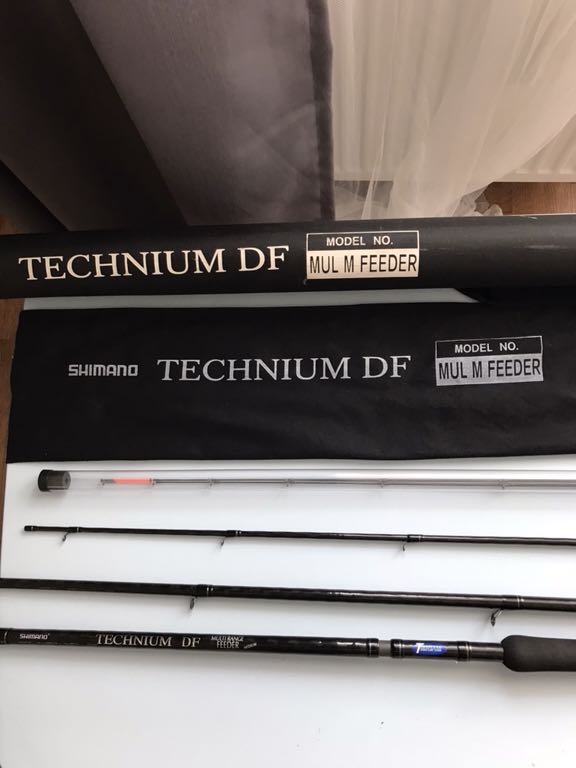 TECHNIUM DF
MODEL NO.
MUL M FEEDER
SHIMANO TECHNIUM DF
MODEL NO.
MUL M FEEDER
SHIMANO TECHNIUM DF
MULTI RANGE
FEEDER